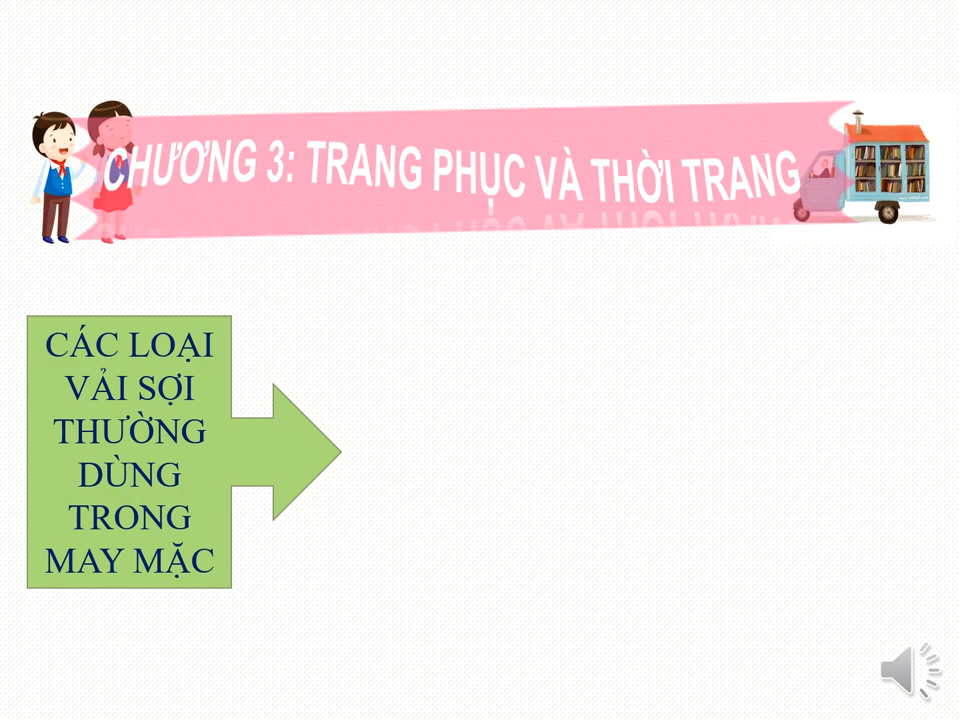 CHƯƠNG 3: TRANG PHỤC VÀ THỜI TRANG
CÁC LOẠI
VẢI SỢI
THƯỜNG
DÙNG
TRONG
MAY MẶC